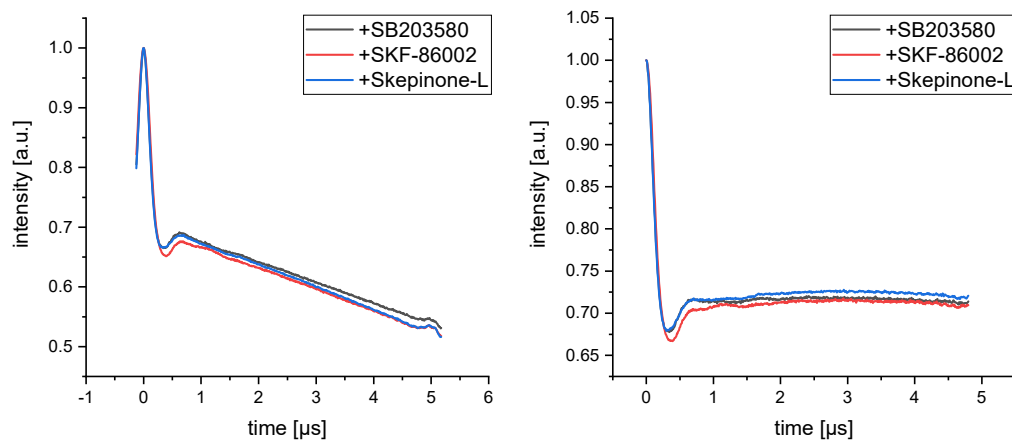 +SB203580
+SKF-86002
+Skepinone-L
1.0
0.9
0.8
0.7
0.6
0.5
intensity [a.u.]
-1 0 1 2 3 4 5 6
time [µs]
+SB203580
+SKF-86002
+Skepinone-L
1.05
1.00
0.95
0.90
0.85
0.80
0.75
0.70
0.65
intensity [a.u.]
0 1 2 3 4 5
time [µs]